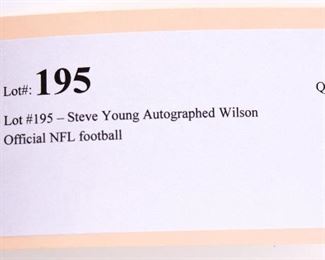 Lot#: 195
Q
Lot #195 – Steve Young Autographed Wilson
Official NFL football